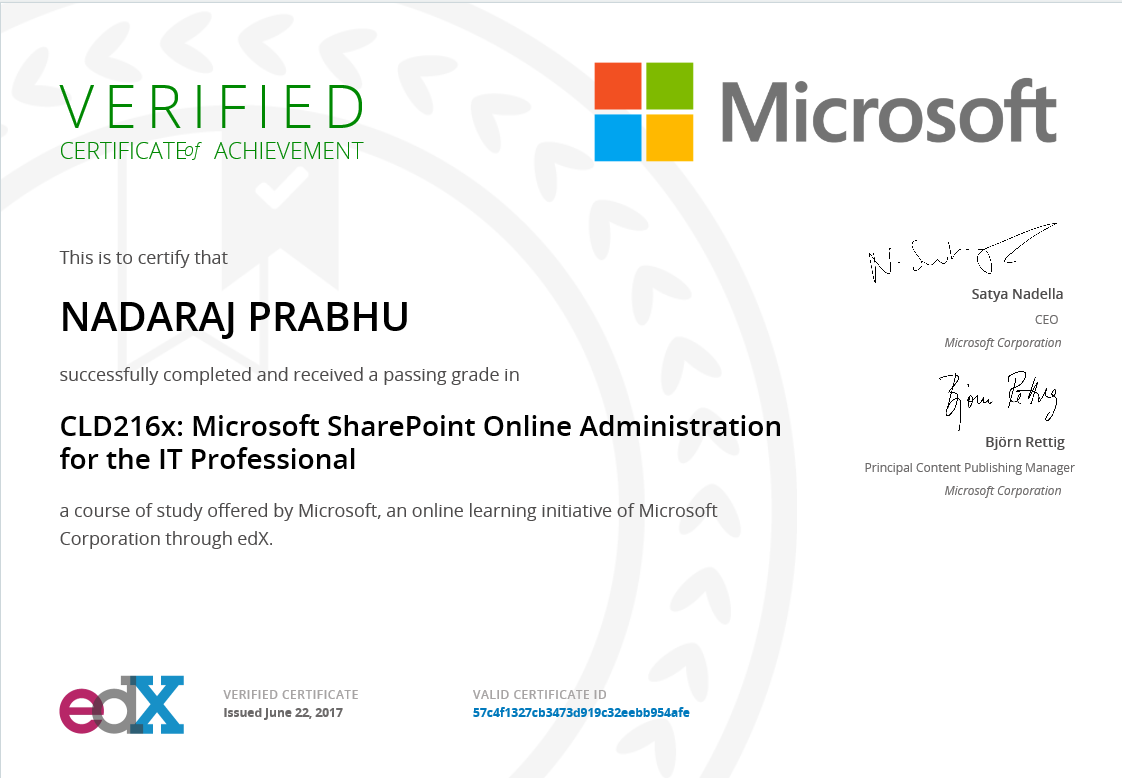 VERIFIED
CERTIFICATE of ACHIEVEMENT
Microsoft
This is to certify that
NADARAJ PRABHU
successfully completed and received a passing grade in
CLD216x: Microsoft SharePoint Online Administration
for the IT Professional
a course of study offered by Microsoft, an online learning initiative of Microsoft
Corporation through edX.
Satya Nadella
CEO
Microsoft Corporation
Björn Rettig
Björn Rettig
Principal Content Publishing Manager
Microsoft Corporation
edX
VERIFIED CERTIFICATE
Issued June 22, 2017
VALID CERTIFICATE ID
57c4f1327cb3473d919c32eebb954afe